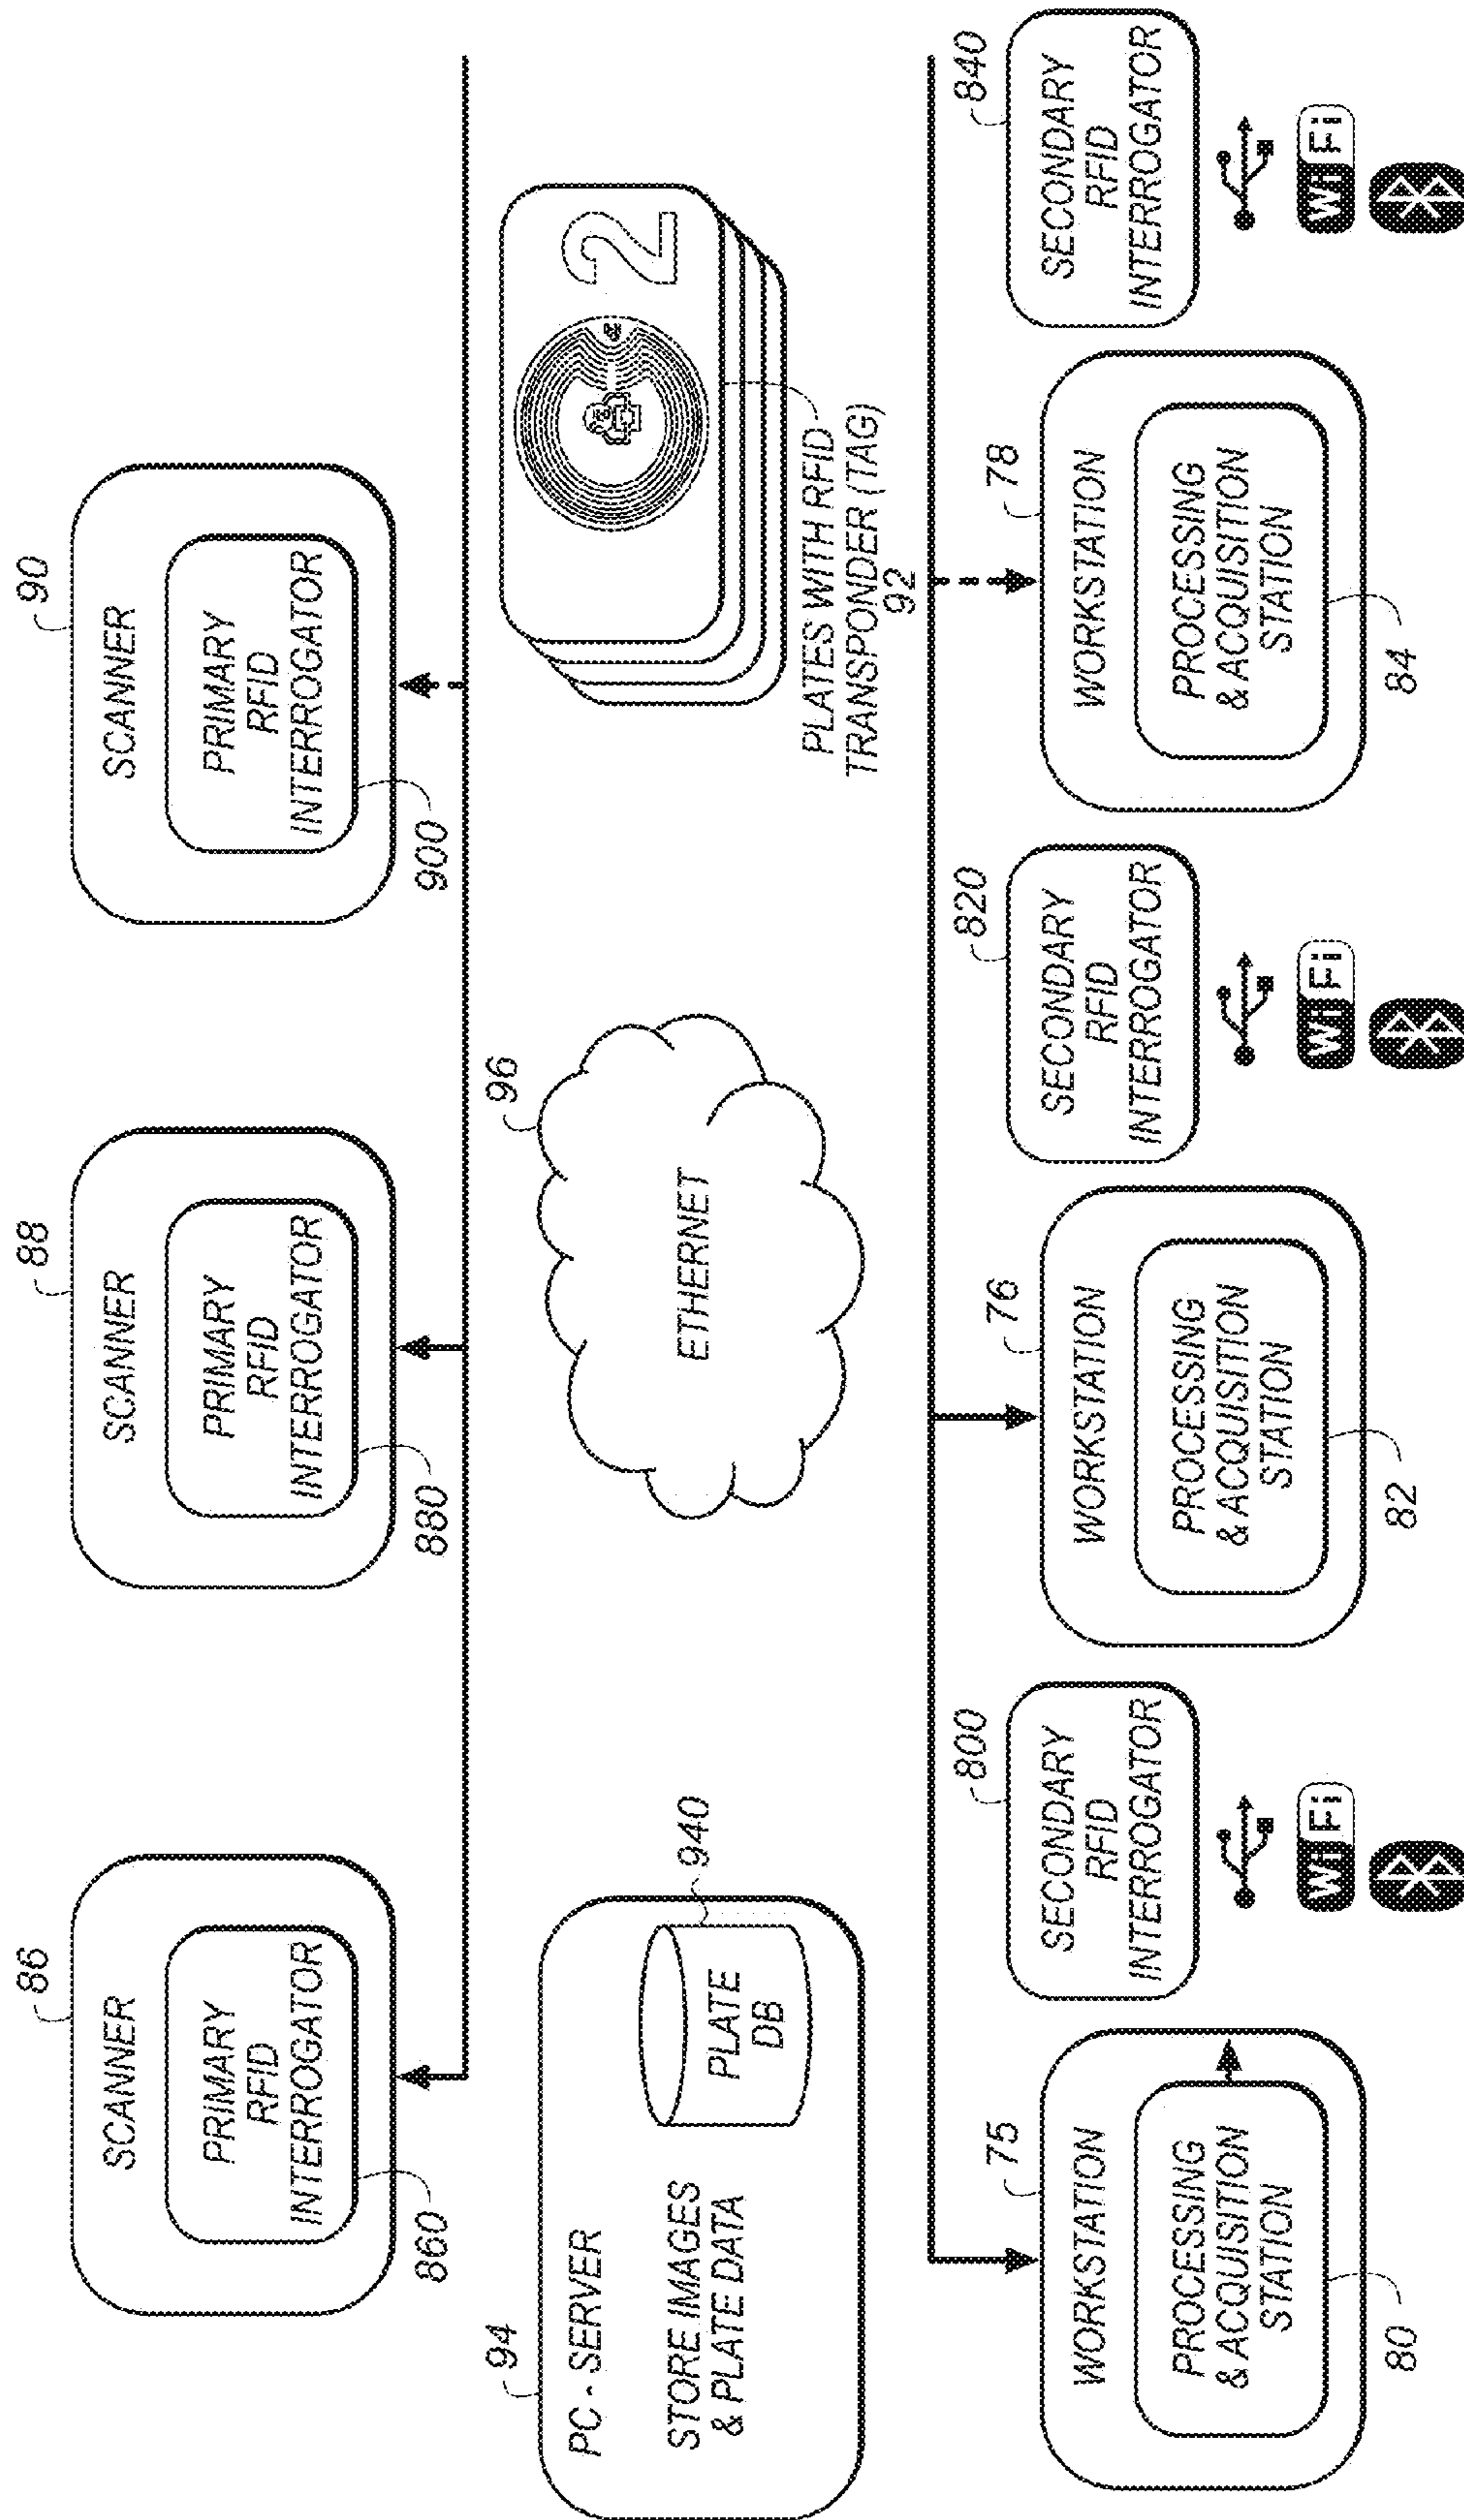 86
SCANNER
PRIMARY
RFID
INTERROGATOR
860
88
SCANNER
PRIMARY
RFID
INTERROGATOR
880
90
SCANNER
PRIMARY
RFID
INTERROGATOR
900
94
PC - SERVER
STORE IMAGES
& PLATE DATA
PLATE
DB
940
96
ETHERNET
2
PLATES WITH RFID
TRANSPODER (TAG)
92
75
WORKSTATION
PROCESSING
& ACQUISITION
STATION
80
800
SECONDARY
RFID
INTERROGATOR
Wi Fi
76
WORKSTATION
PROCESSING
& ACQUISITION
STATION
82
820
SECONDARY
RFID
INTERROGATOR
Wi Fi
78
WORKSTATION
PROCESSING
& ACQUISITION
STATION
84
840
SECONDARY
RFID
INTERROGATOR
Wi Fi